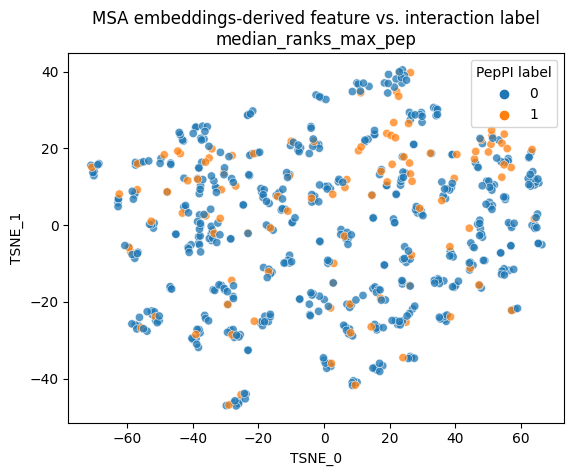 MSA embeddings-derived feature vs. interaction label
median_ranks_max_pep
PepPI label
0
1
40
20
0
−20
−40
TSNE_1
−60
−40
−20
0
20
40
60
TSNE_0